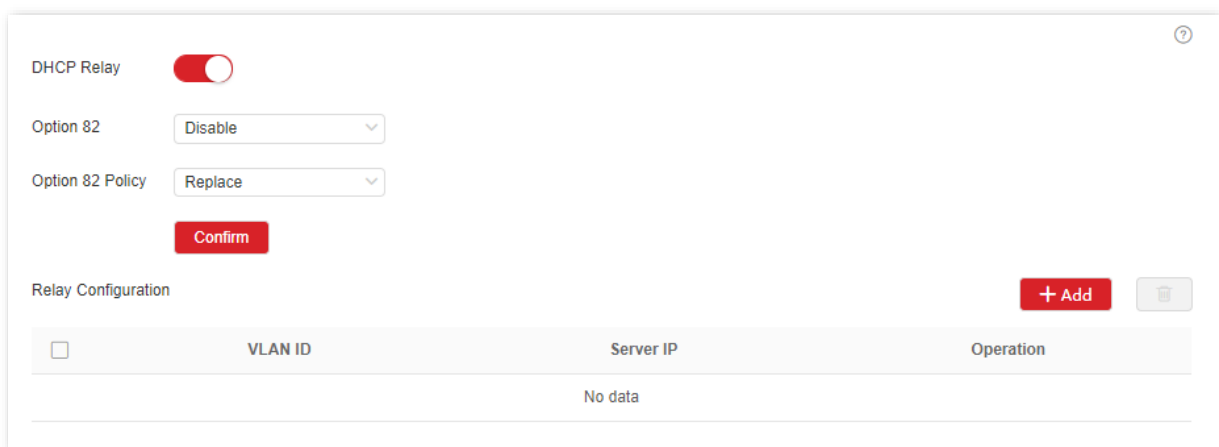 DHCP Relay
Option 82 Disable
Option 82 Policy Replace
Confirm
Relay Configuration + Add
VLAN ID Server IP Operation
No data